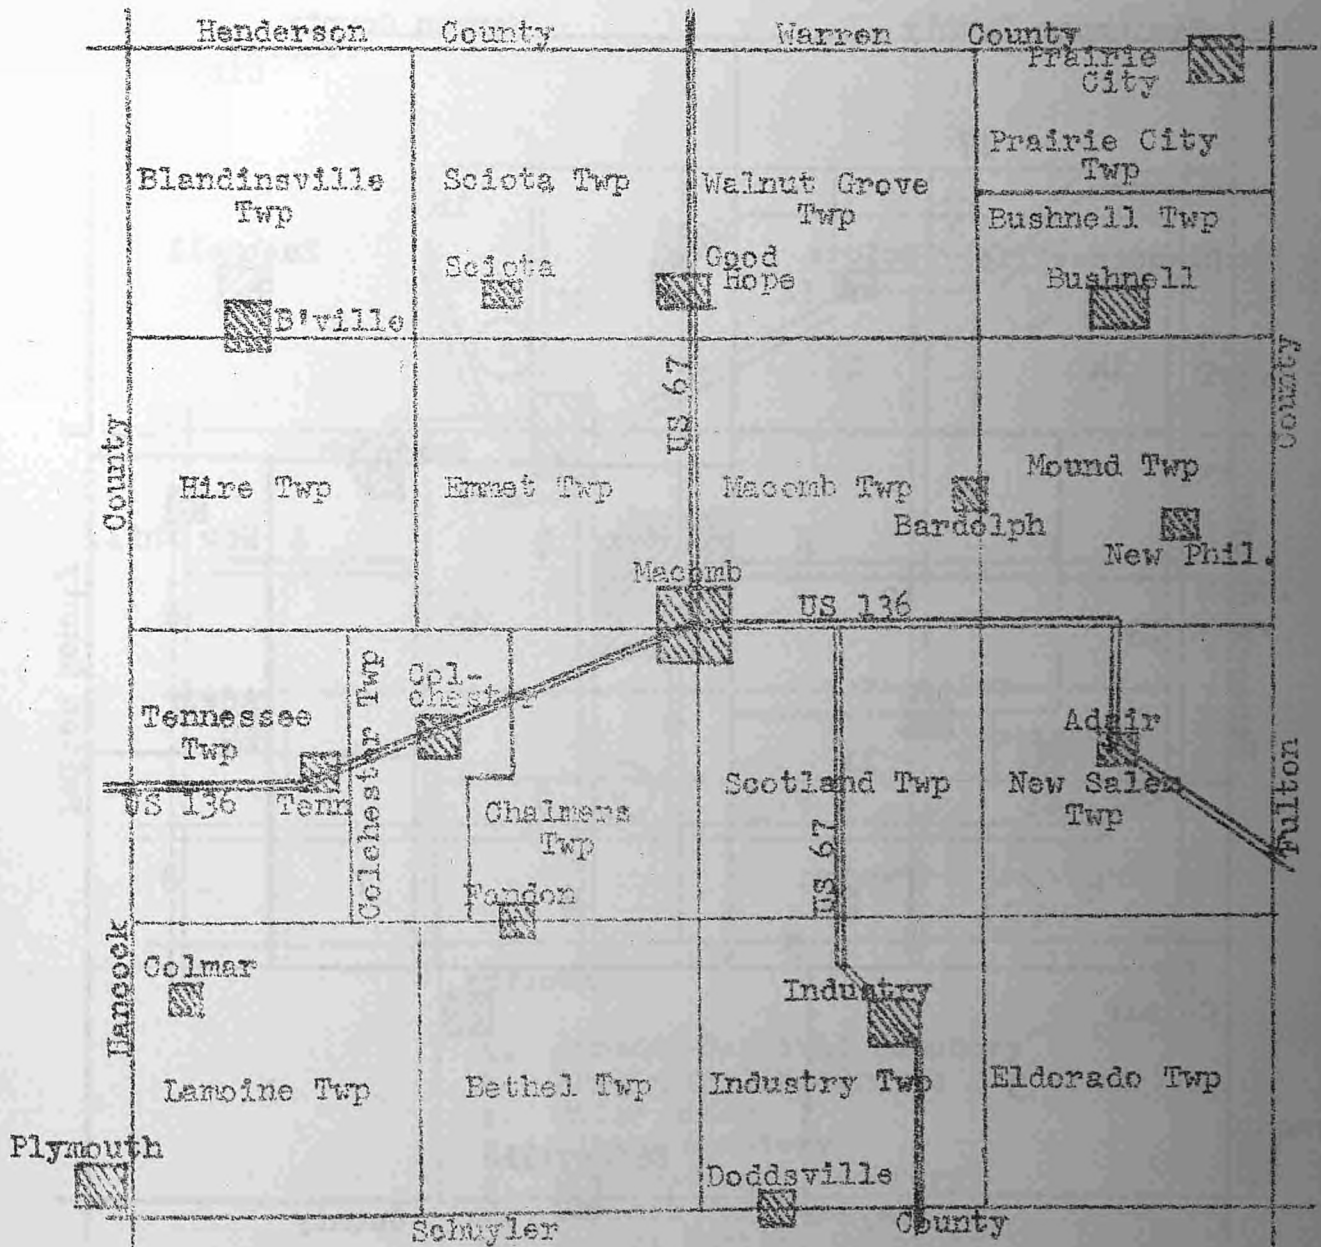 Henderson County Warren County
Prairie
City
Prairie City
Twp
Blandinsville
Twp
Sciota Twp
Walnut Grove
Twp
Bushnell Twp
Sciota
Good
Hope
Bushnell
B'ville
US 67
County
County
Hire Twp
Emmet Twp
Macomb Twp
Mound Twp
Bardolph
New Phil.
Macomb
US 136
Colchester Twp
Col-
chester
Tennessee
Twp
Adair
US 136
Tenn
Scotland Twp
New Salem
Twp
Chalmers
Twp
US 67
Fulton
Fandon
Hancock
Colmar
Industry
Lamoine Twp
Bethel Twp
Industry Twp
Eldorado Twp
Plymouth
Doddsville
Schuyler County